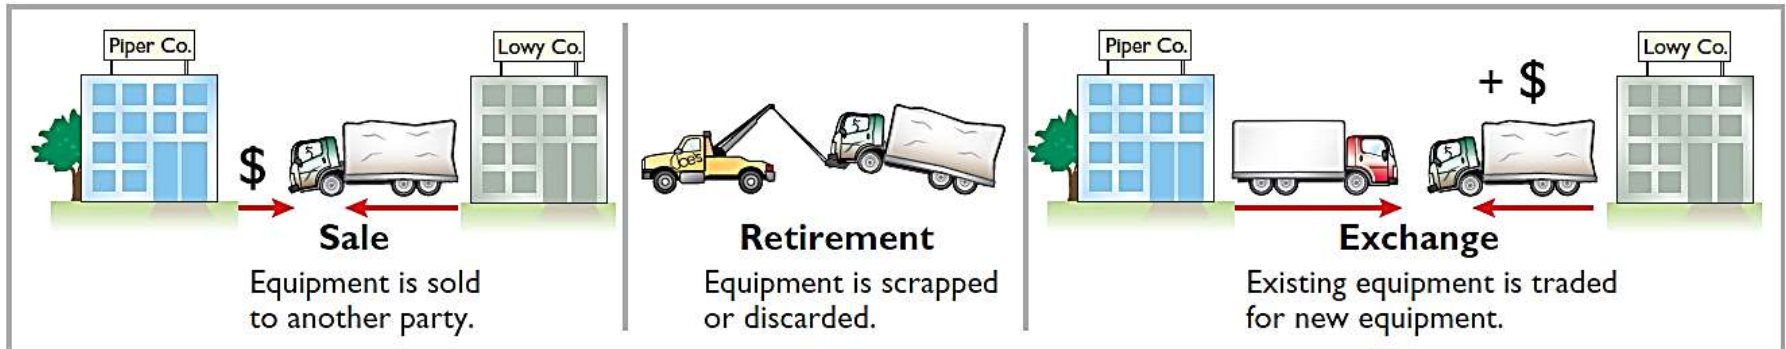 Piper Co.
Lowy Co.
$
Sale
Equipment is sold
to another party.
Joe's
Retirement
Equipment is scrapped
or discarded.
Piper Co.
Lowy Co.
+ $
Exchange
Existing equipment is traded
for new equipment.